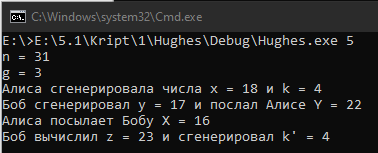 C:\Windows\system32\Cmd.exe
E:\>E:\5.1\Kript\1\Hughes\Debug\Hughes.exe 5
n = 31
g = 3
Алиса сгенерировала числа x = 18 и k = 4
Боб сгенерировал y = 17 и послал Алисе Y = 22
Алиса посылает Бобу X = 16
Боб вычислил z = 23 и сгенерировал k' = 4